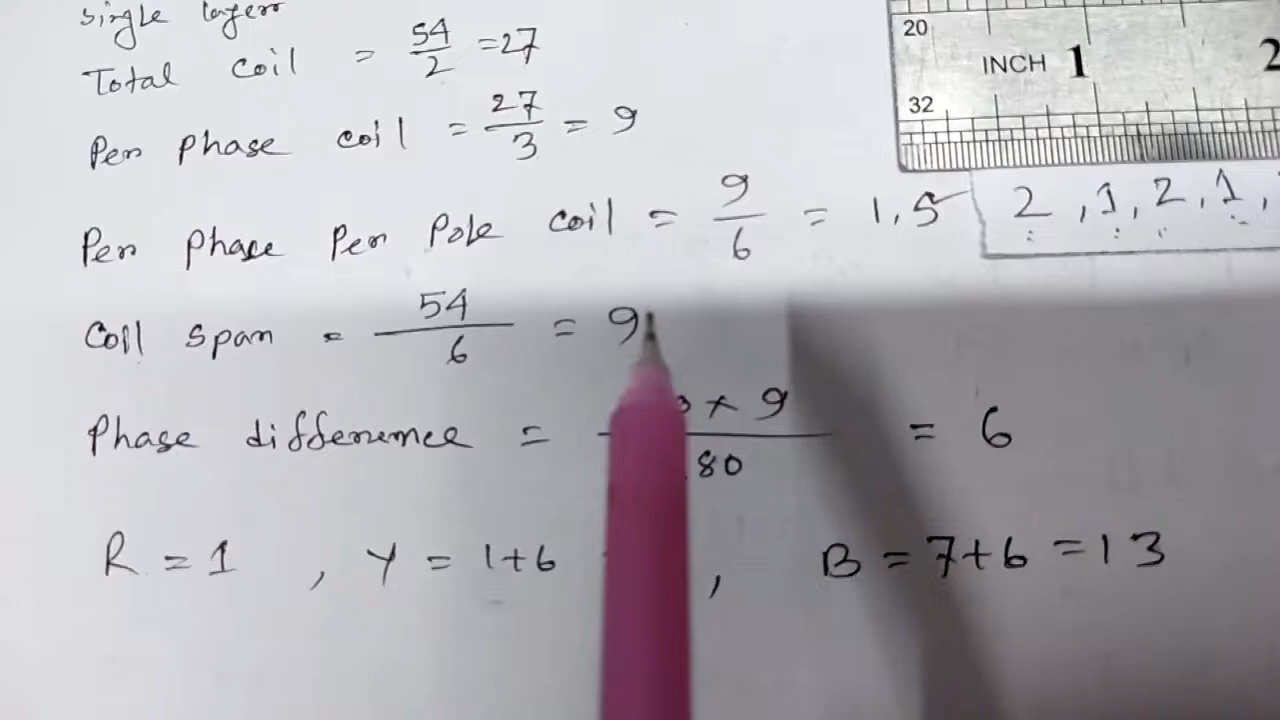 Single layer
Total coil = 54/2 = 27
Per phase coil = 27/3 = 9
Per phase Per Pole coil = 9/6 = 1,5
2,1,2,1,
Coil span = 54/6 = 9
Phase difference = × 9/80 = 6
R = 1 , Y = 1+6 , B = 7+6 = 13
20
INCH 1 2
32